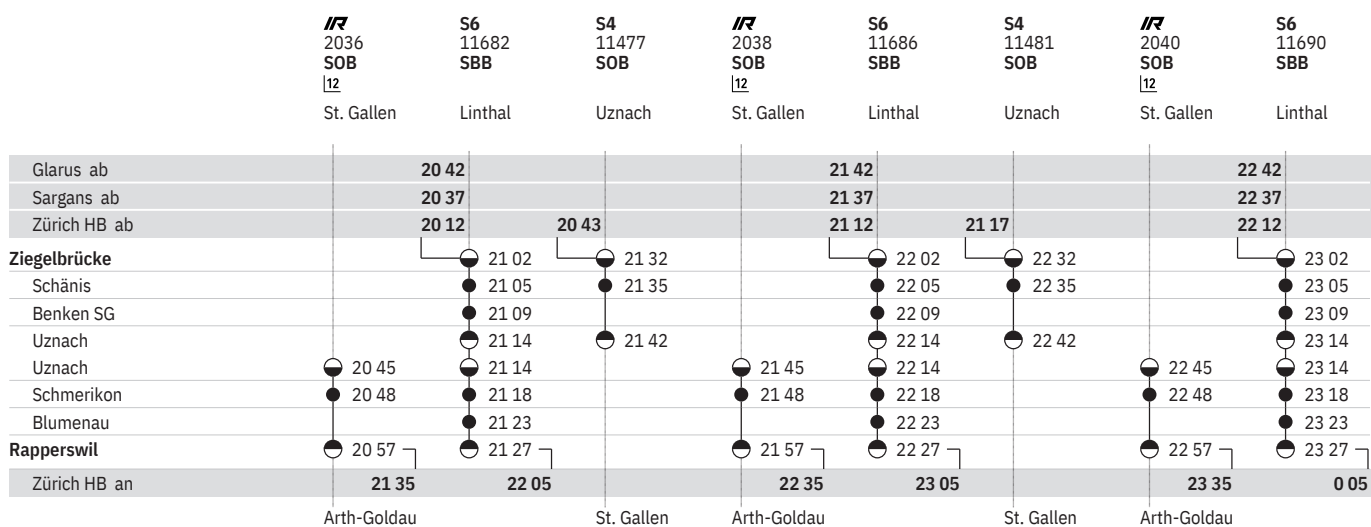 IR S6 S4 IR S6 S4 IR S6
2036 11682 11477 2038 11686 11481 2040 11690
SOB SBB SOB SOB SBB SOB SOB SBB
12 12 12
St. Gallen Linthal Uznach St. Gallen Linthal Uznach St. Gallen Linthal
Glarus ab 20 42 21 42 22 42
Sargans ab 20 37 21 37 22 37
Zürich HB ab 20 12 20 43 21 12 21 17 22 12
Ziegelbrücke 21 02 21 32 22 02 22 32 23 02
Schänis 21 05 21 35 22 05 22 35 23 05
Benken SG 21 09 22 09 23 09
Uznach 21 14 21 42 22 14 22 42 23 14
Uznach 20 45 21 14 21 45 22 14 22 45 23 14
Schmerikon 20 48 21 18 21 48 22 18 22 48 23 18
Blumenau 21 23 22 23 23 23
Rapperswil 20 57 21 27 21 57 22 27 22 57 23 27
Zürich HB an 21 35 22 05 22 35 23 05 23 35 0 05
Arth-Goldau St. Gallen Arth-Goldau St. Gallen Arth-Goldau